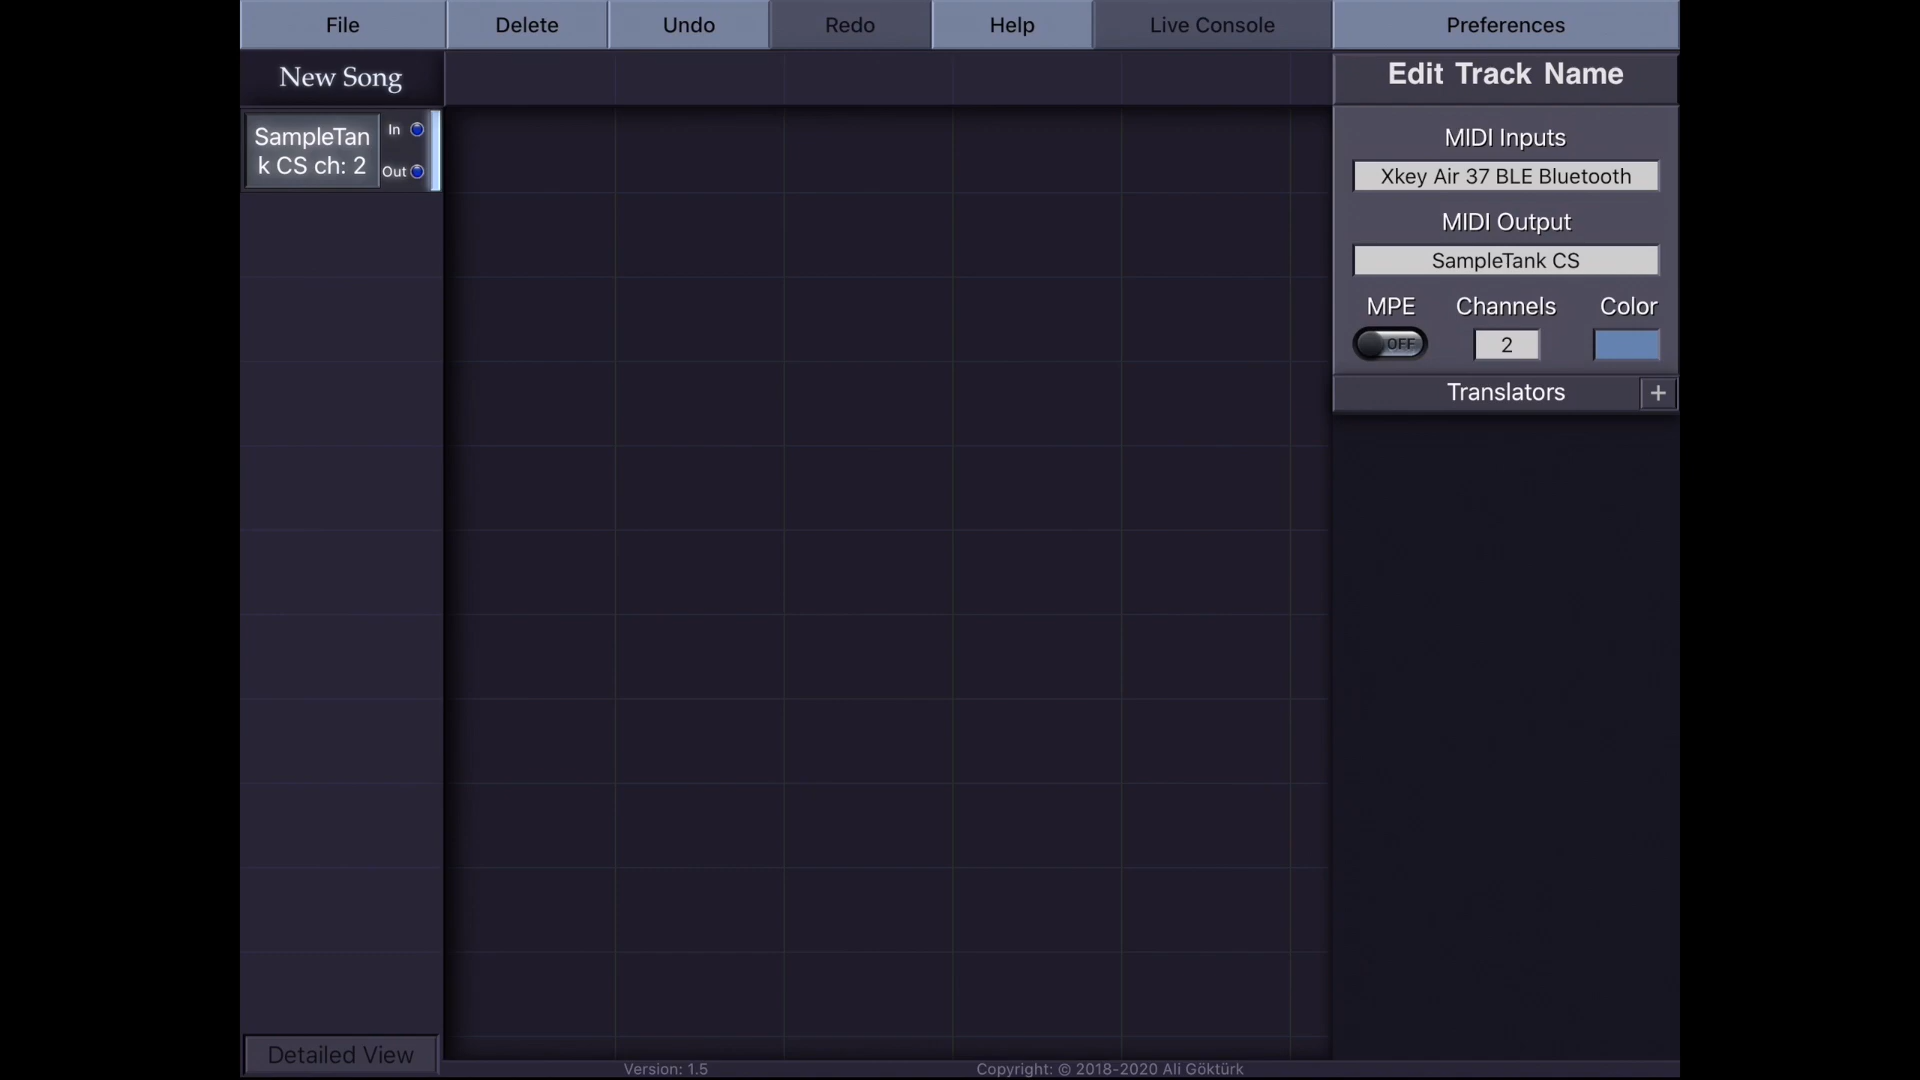 File
Delete
Undo
Redo
Help
Live Console
Preferences
New Song
Edit Track Name
SampleTan
k CS ch: 2
In
Out
MIDI Inputs
Xkey Air 37 BLE Bluetooth
MIDI Output
SampleTank CS
MPE
Channels
Color
OFF
2
Translators
+
Detailed View
Version: 1.5
Copyright: © 2018-2020 Ali Göktürk